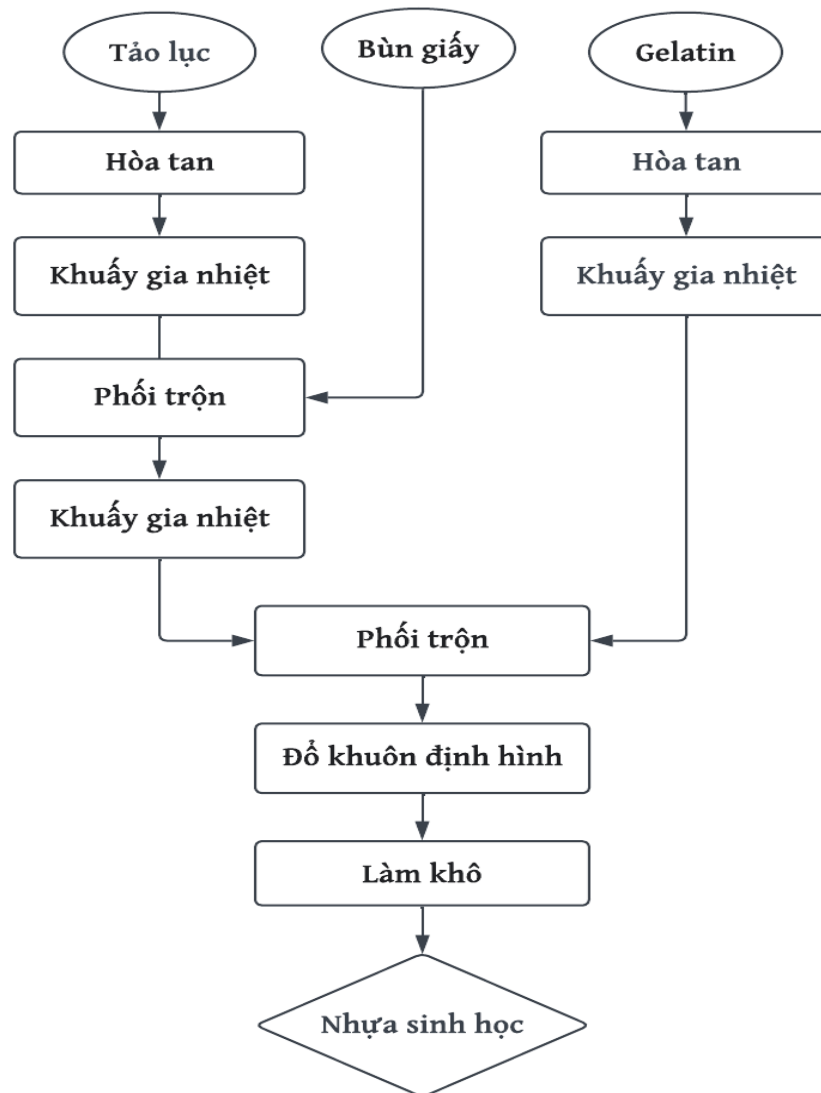 Tảo lục
Bùn giấy
Gelatin
Hòa tan
Hòa tan
Khuấy gia nhiệt
Khuấy gia nhiệt
Phối trộn
Khuấy gia nhiệt
Phối trộn
Đổ khuôn định hình
Làm khô
Nhựa sinh học